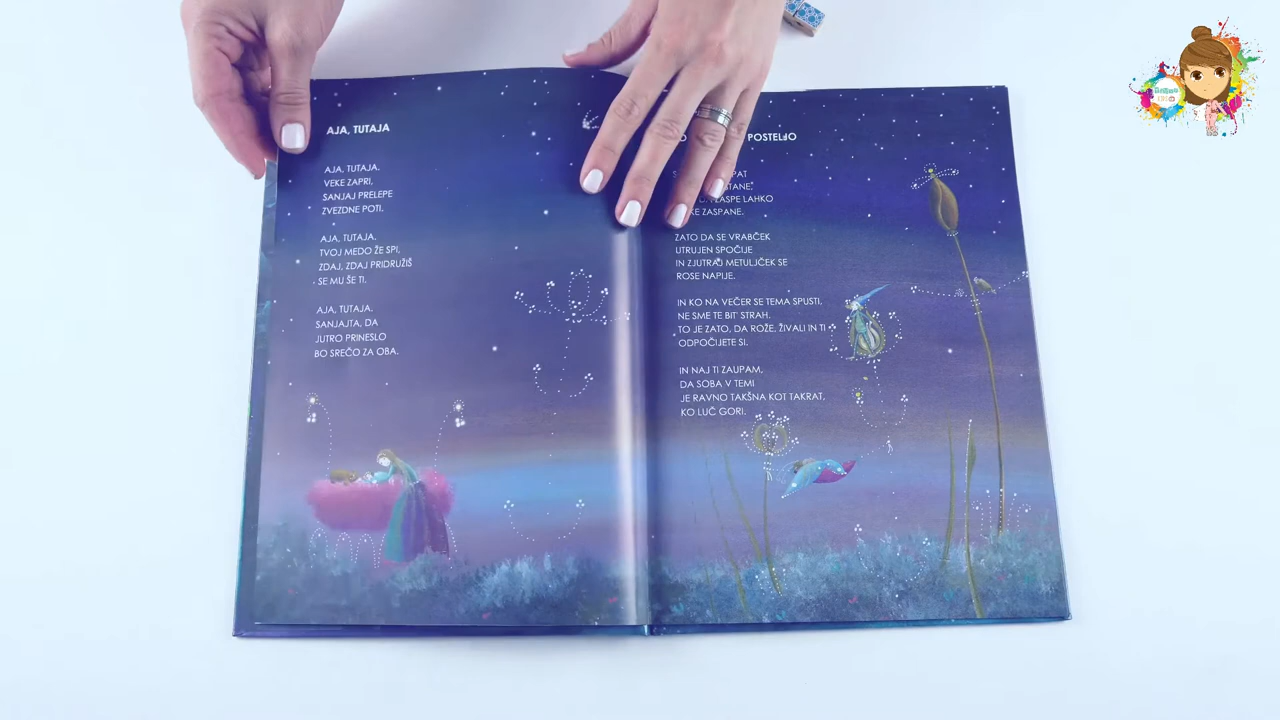 AJA, TUTAJA
AJA, TUTAJA.
VEKE ZAPRI,
SANJAJ PRELEPE
ZVEZDNE POTI.
AJA, TUTAJA.
TVOJ MEDO ŽE SPI,
ZDAJ, ZDAJ PRIDRUŽIŠ
SE MU ŠE TI.
AJA, TUTAJA.
SANJAJTA, DA
JUTRO PRINESLO
BO SREČO ZA OBA.
POSTELJO
ZASPE LAHKO
ZASPANE.
ZATO DA SE VRABČEK
UTRUJEN SPOČIJE
IN ZJUTRAJ METULJČEK SE
ROSE NAPIJE.
IN KO NA VEČER SE TEMA SPUSTI,
NE SME TE BIT' STRAH.
TO JE ZATO, DA ROŽE, ŽIVALI IN TI
ODPOČIJETE SI.
IN NAJ TI ZAUPAM,
DA SOBA V TEMI
JE RAVNO TAKŠNA KOT TAKRAT,
KO LUČ GORI.